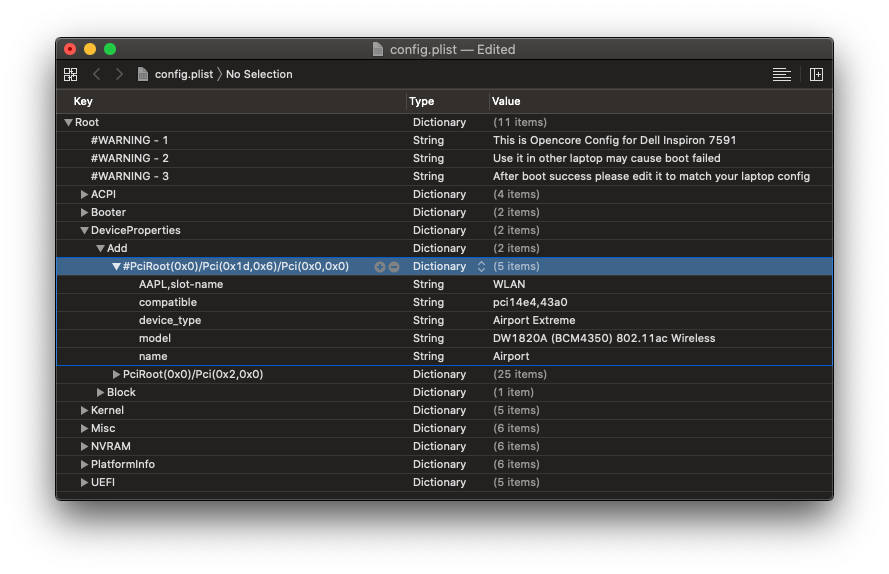 config.plist — Edited
config.plist 〉 No Selection
Key Type Value
Root Dictionary (11 items)
#WARNING - 1 String This is Opencore Config for Dell Inspiron 7591
#WARNING - 2 String Use it in other laptop may cause boot failed
#WARNING - 3 String After boot success please edit it to match your laptop config
ACPI Dictionary (4 items)
Booter Dictionary (2 items)
DeviceProperties Dictionary (2 items)
Add Dictionary (2 items)
#PciRoot(0x0)/Pci(0x1d,0x6)/Pci(0x0,0x0) Dictionary (5 items)
AAPL,slot-name String WLAN
compatible String pci14e4,43a0
device_type String Airport Extreme
model String DW1820A (BCM4350) 802.11ac Wireless
name String Airport
PciRoot(0x0)/Pci(0x2,0x0) Dictionary (25 items)
Block Dictionary (1 item)
Kernel Dictionary (5 items)
Misc Dictionary (6 items)
NVRAM Dictionary (6 items)
PlatformInfo Dictionary (6 items)
UEFI Dictionary (5 items)